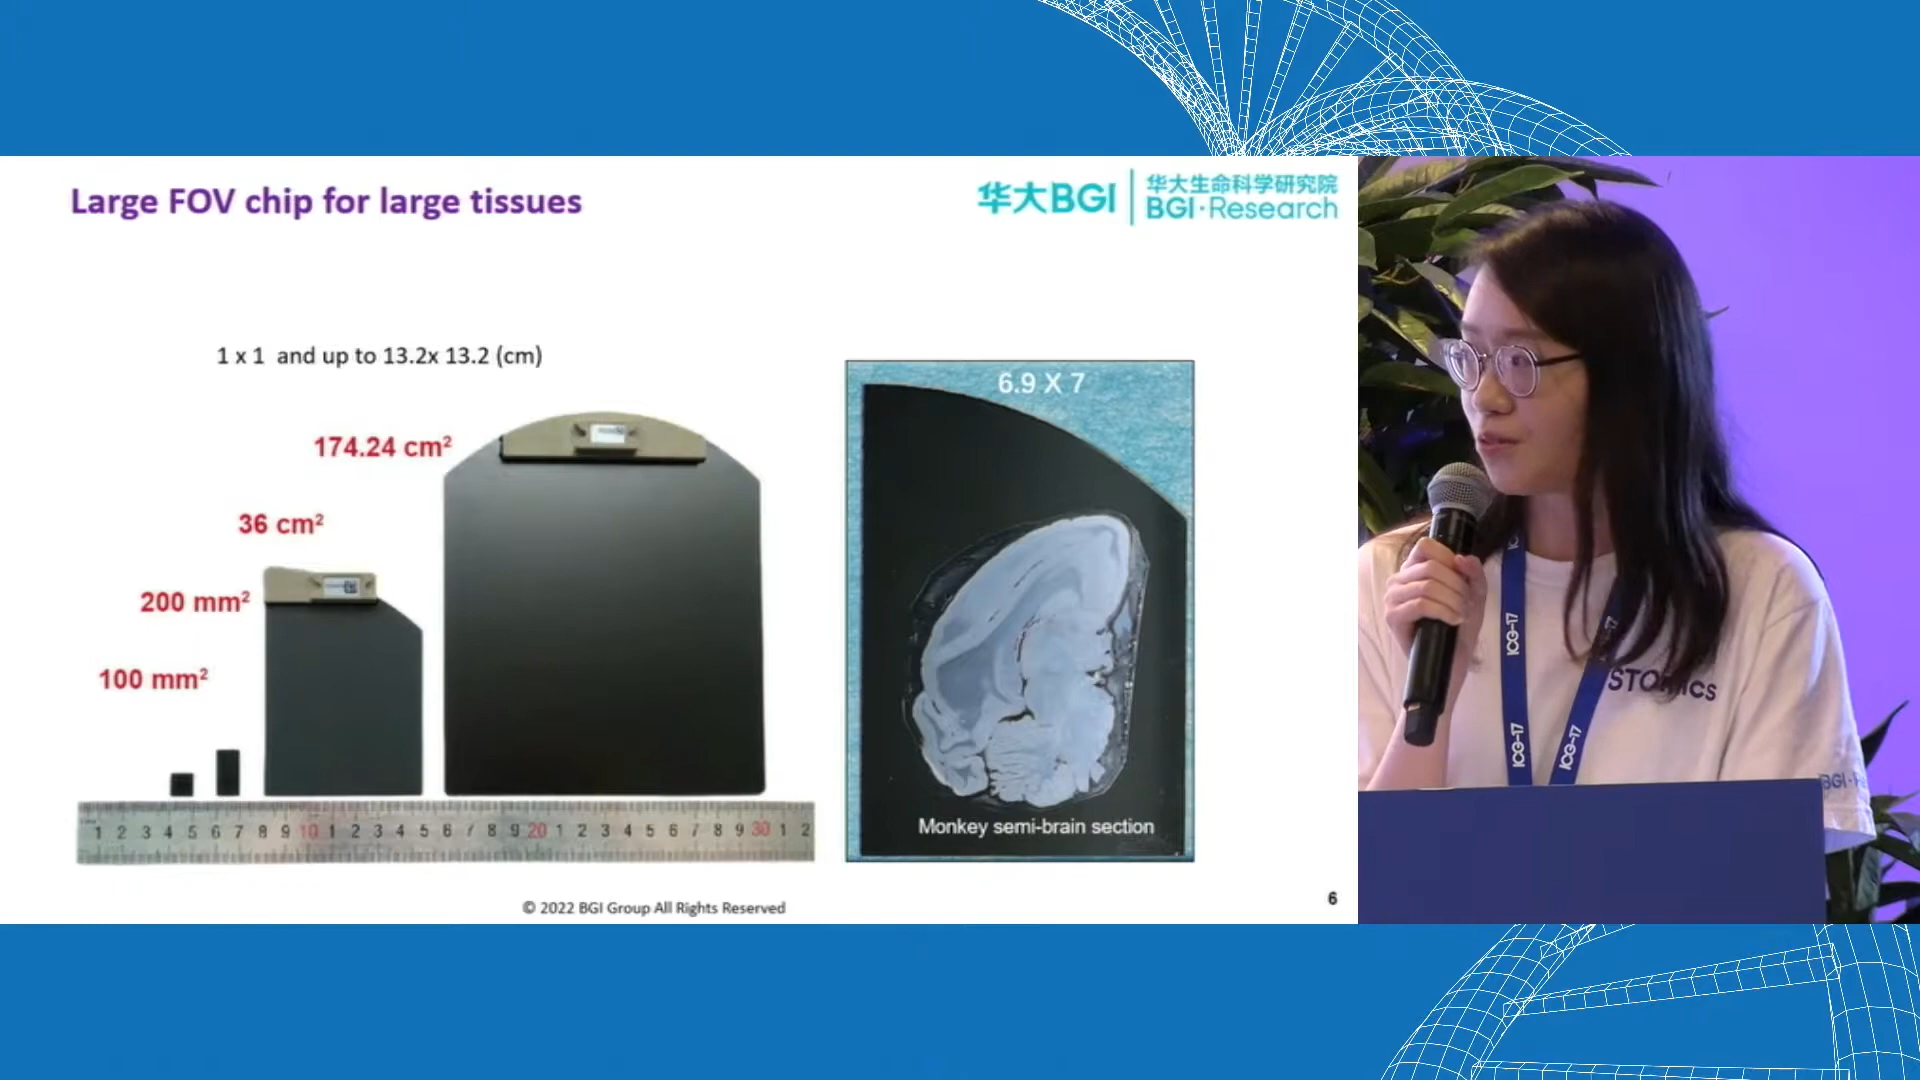 Large FOV chip for large tissues
华大BGI
华大生命科学研究院
BGI·Research
1 x 1 and up to 13.2x 13.2 (cm)
174.24 cm²
36 cm²
200 mm²
100 mm²
1 2 3 4 5 6 7 8 9 10 1 2 3 4 5 6 7 8 9 20 1 2 3 4 5 6 7 8 9 30 1 2
6.9 X 7
Monkey semi-brain section
© 2022 BGI Group All Rights Reserved
6
ICG-17
ICG-17
ICG-17
ICG-17
BGI·